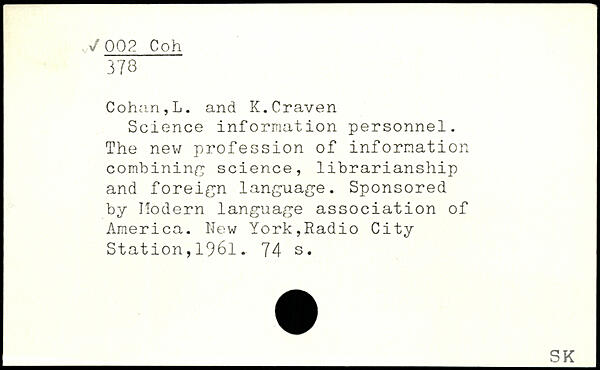 ✓ 002 Coh
378
Cohan,L. and K.Craven
Science information personnel.
The new profession of information
combining science, librarianship
and foreign language. Sponsored
by Modern language association of
America. New York,Radio City
Station,1961. 74 s.
SK